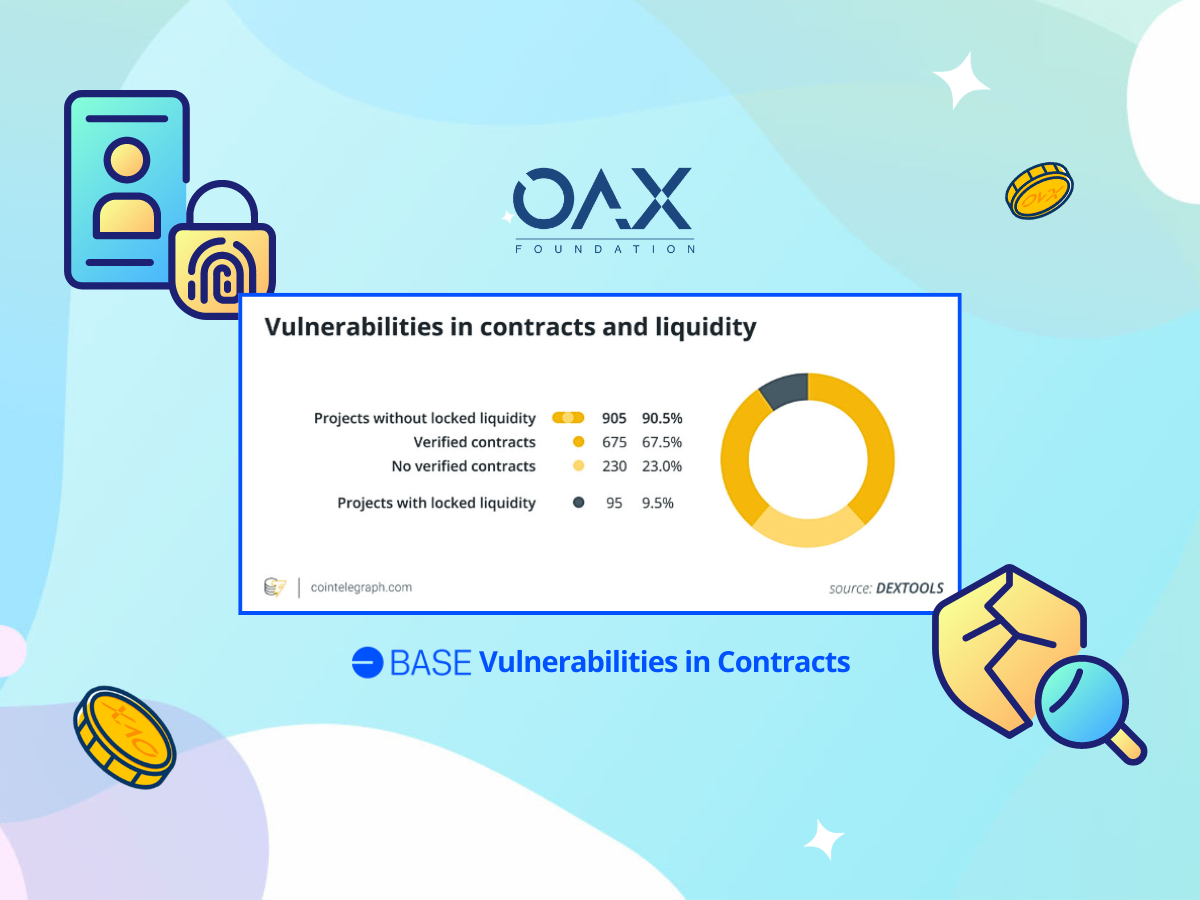 OAX
FOUNDATION
Vulnerabilities in contracts and liquidity
Projects without locked liquidity 905 90.5%
Verified contracts 675 67.5%
No verified contracts 230 23.0%
Projects with locked liquidity 95 9.5%
cointelegraph.com source: DEXTOOLS
BASE Vulnerabilities in Contracts
OAX
OAX